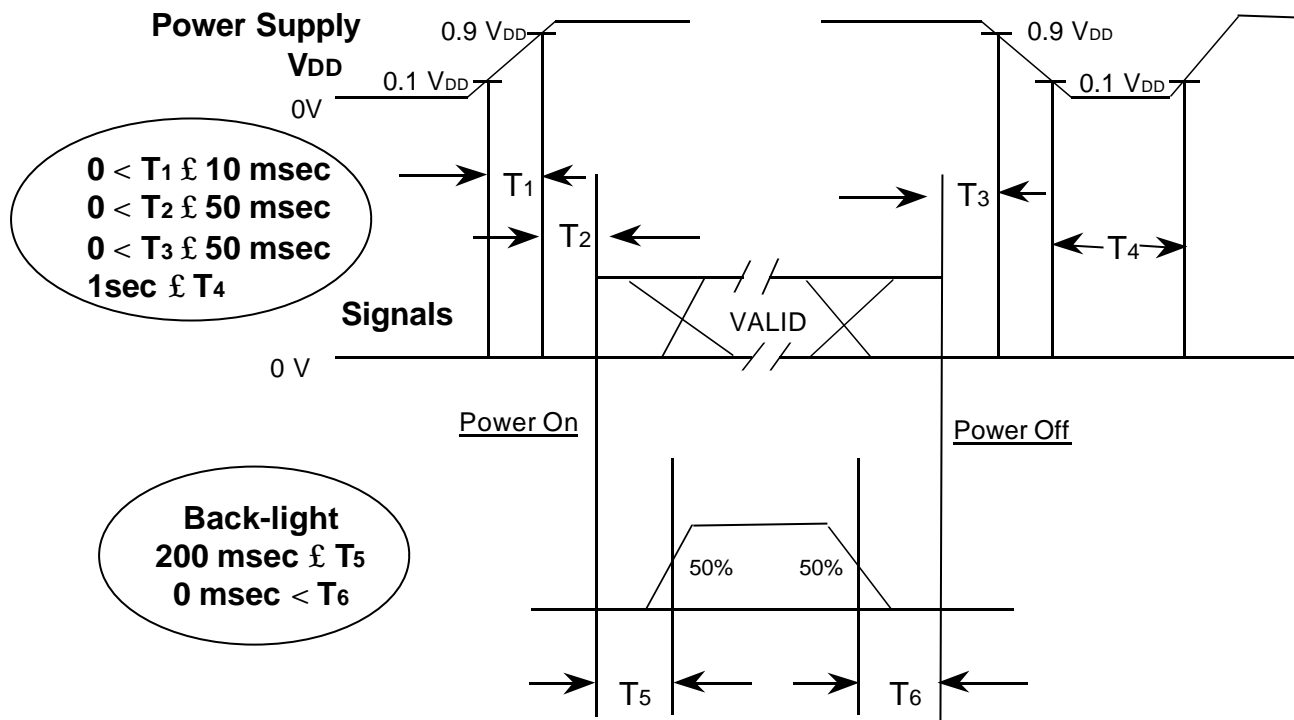 Power Supply
VDD
0.9 VDD
0.1 VDD
0V
0.9 VDD
0.1 VDD
0 < T1 £ 10 msec
0 < T2 £ 50 msec
0 < T3 £ 50 msec
1sec £ T4
T1
T2
T3
T4
Signals
VALID
0 V
Power On
Power Off
Back-light
200 msec £ T5
0 msec < T6
50%
50%
T5
T6